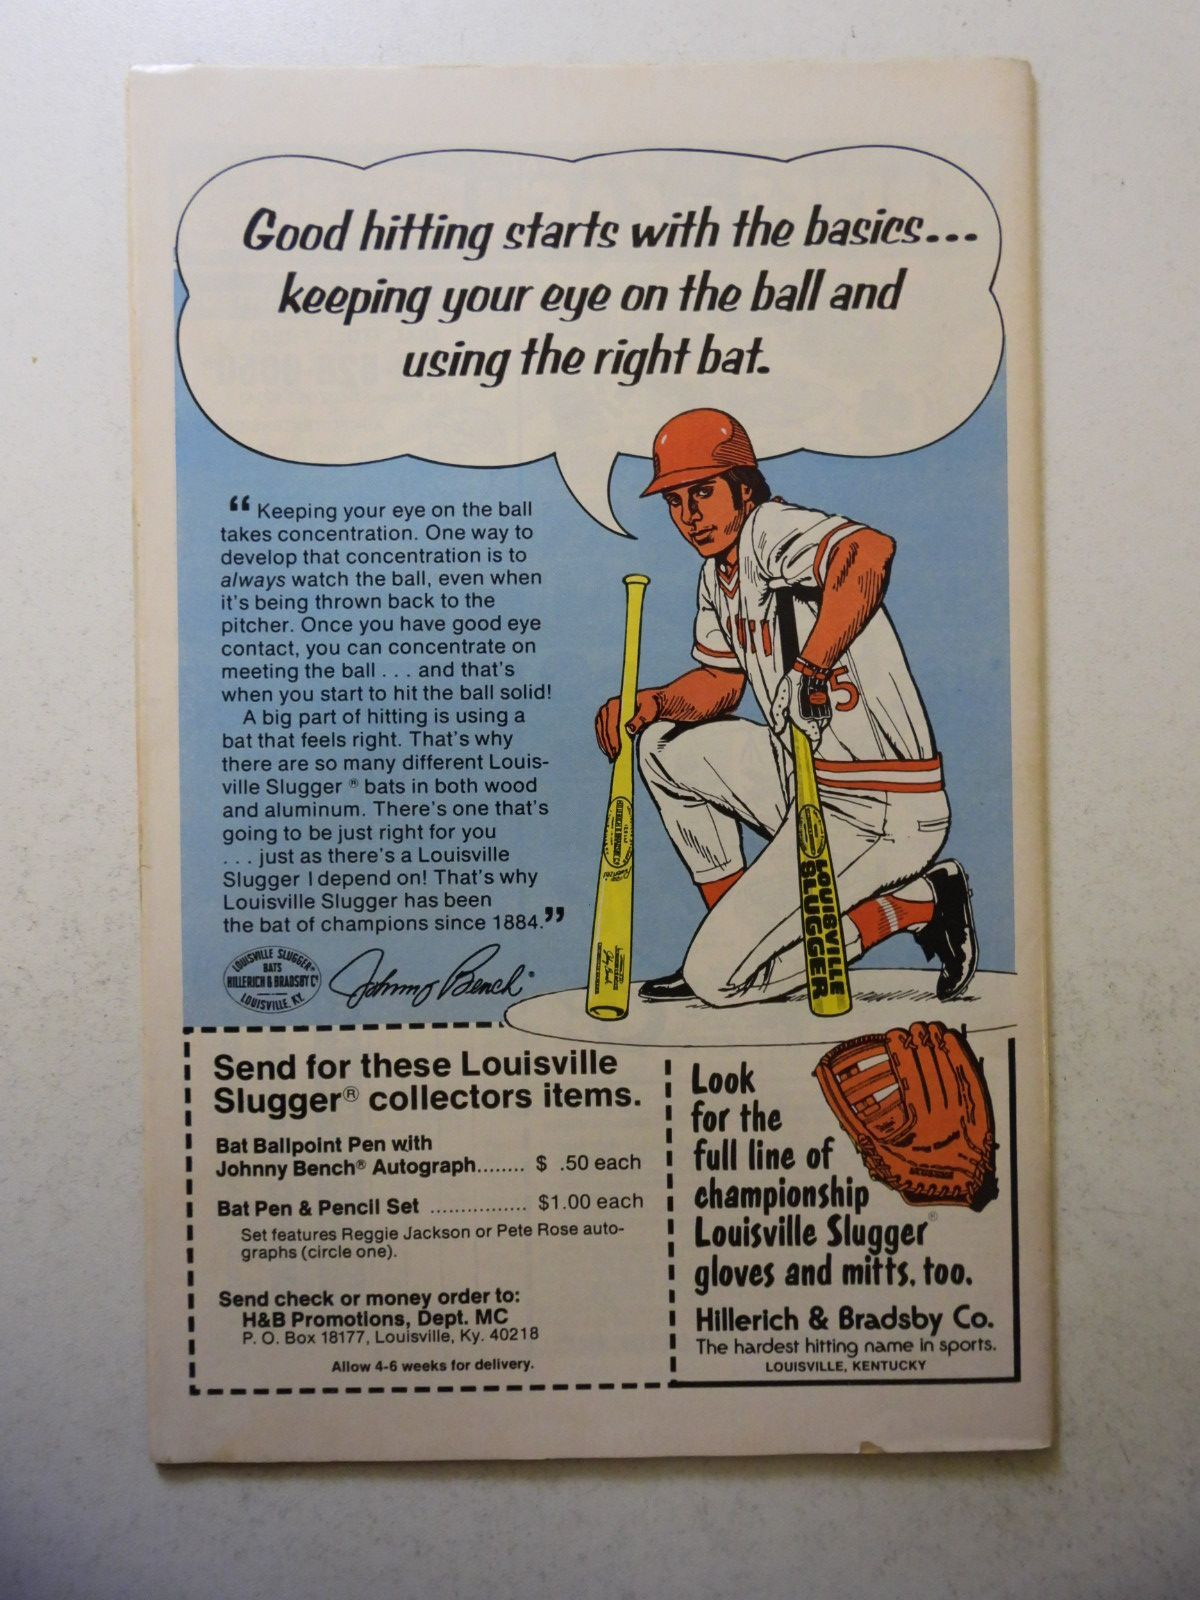 Good hitting starts with the basics...
keeping your eye on the ball and
using the right bat.
“Keeping your eye on the ball
takes concentration. One way to
develop that concentration is to
always watch the ball, even when
it's being thrown back to the
pitcher. Once you have good eye
contact, you can concentrate on
meeting the ball . . . and that's
when you start to hit the ball solid!
A big part of hitting is using a
bat that feels right. That's why
there are so many different Louis-
ville Slugger® bats in both wood
and aluminum. There's one that's
going to be just right for you
. . . just as there's a Louisville
Slugger I depend on! That's why
Louisville Slugger has been
the bat of champions since 1884.”
LOUISVILLE SLUGGER®
BATS
HILLERICH & BRADSBY Cº
LOUISVILLE, KY.
Johnny Bench®
5
LOUISVILLE
SLUGGER
Send for these Louisville
Slugger® collectors items.
Bat Ballpoint Pen with
Johnny Bench® Autograph........ $ .50 each
Bat Pen & Pencil Set ................ $1.00 each
Set features Reggie Jackson or Pete Rose auto-
graphs (circle one).
Send check or money order to:
H&B Promotions, Dept. MC
P. O. Box 18177, Louisville, Ky. 40218
Allow 4-6 weeks for delivery.
Look
for the
full line of
championship
Louisville Slugger®
gloves and mitts, too.
Hillerich & Bradsby Co.
The hardest hitting name in sports.
LOUISVILLE, KENTUCKY